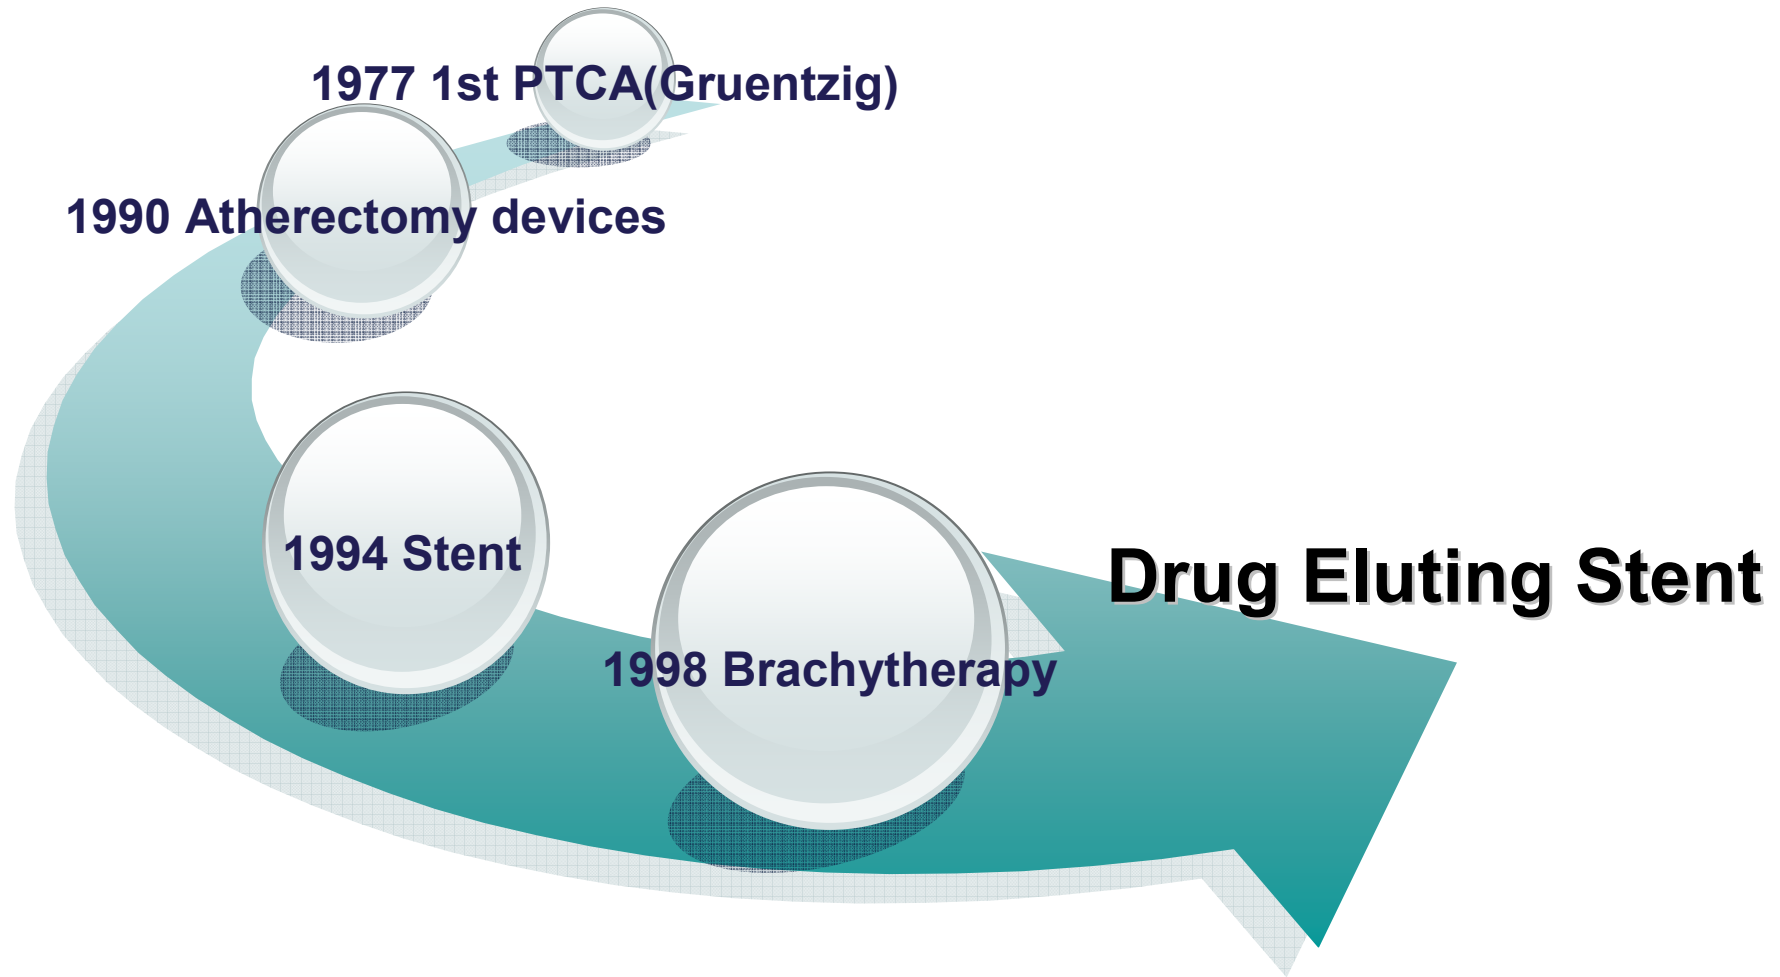 1977 1st PTCA(Gruentzig)
1990 Atherectomy devices
1994 Stent
1998 Brachytherapy
Drug Eluting Stent